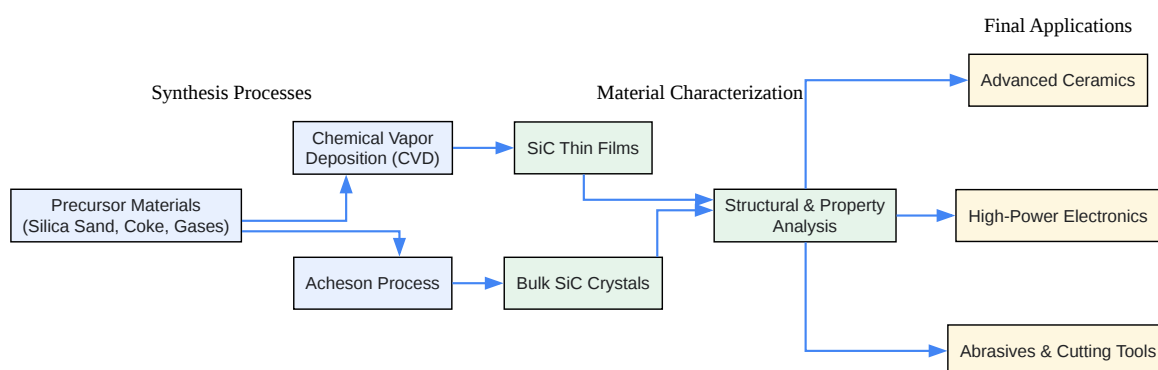 Final Applications
Synthesis Processes
Material Characterization
Advanced Ceramics
Chemical Vapor
Deposition (CVD)
SiC Thin Films
Precursor Materials
(Silica Sand, Coke, Gases)
Structural & Property
Analysis
High-Power Electronics
Acheson Process
Bulk SiC Crystals
Abrasives & Cutting Tools